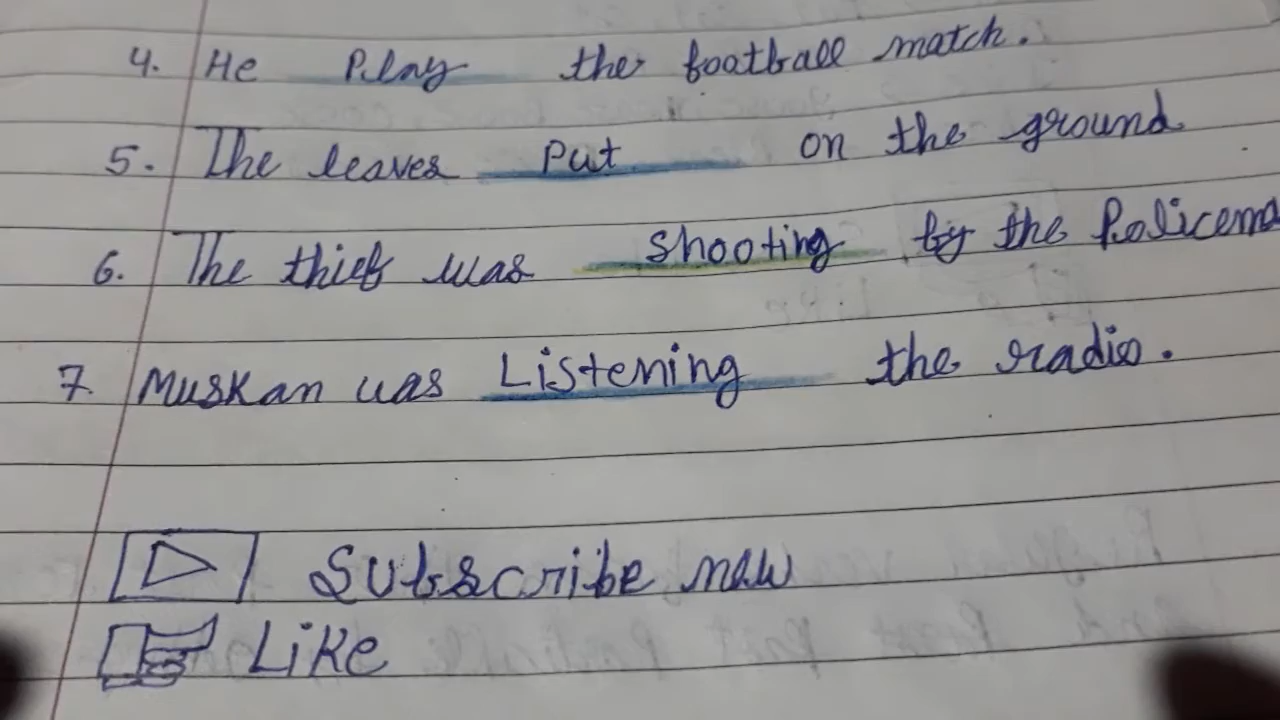 4. He Play the football match.
5. The leaves Put on the ground
6. The thief was Shooting by the Policema
7. Muskan was Listening the radio.
Subscribe now
Like